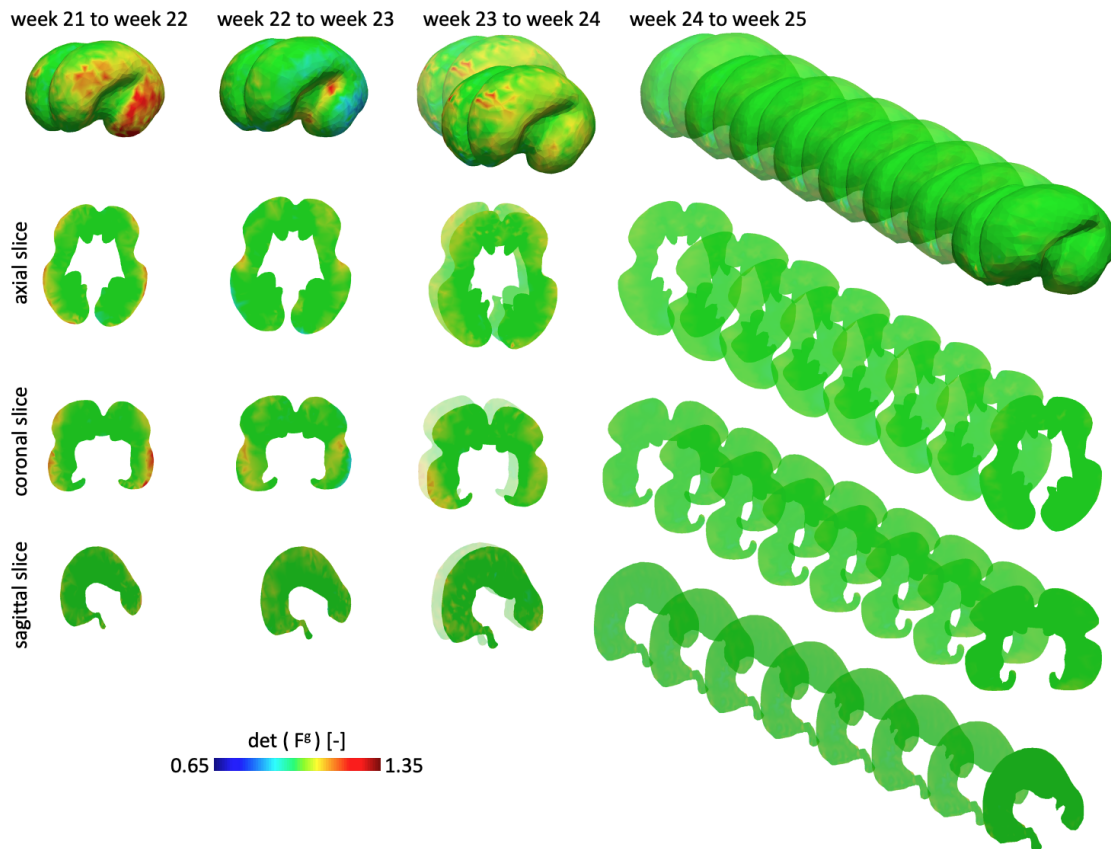 week 21 to week 22
week 22 to week 23
week 23 to week 24
week 24 to week 25
axial slice
coronal slice
sagittal slice
det ( Fᵍ ) [-]
0.65
1.35